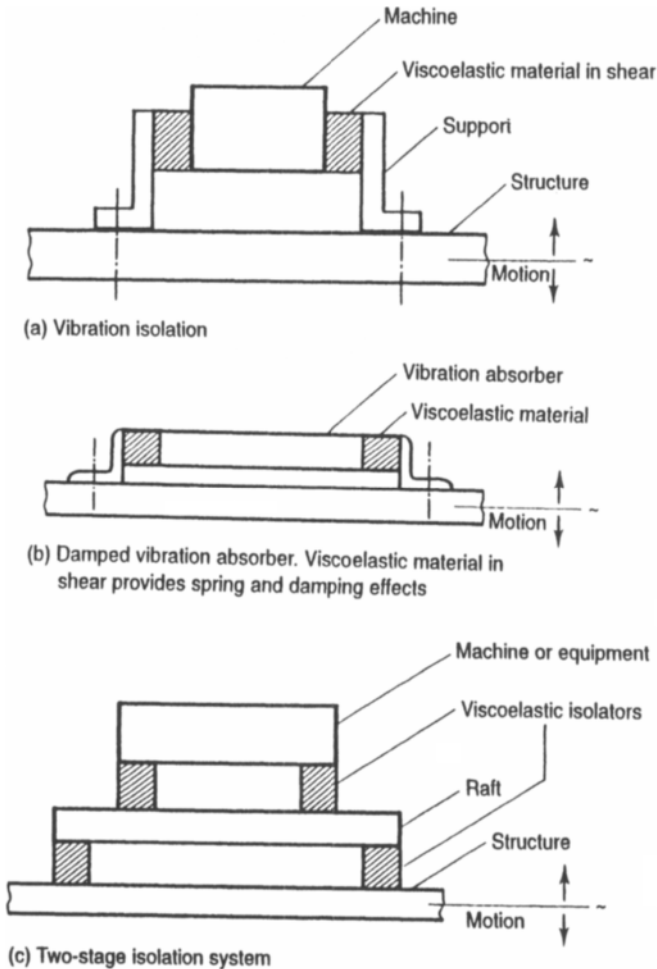 Machine
Viscoelastic material in shear
Suppori
Structure
Motion
~
(a) Vibration isolation
Vibration absorber
Viscoelastic material
Motion
~
(b) Damped vibration absorber. Viscoelastic material in
shear provides spring and damping effects
Machine or equipment
Viscoelastic isolators
Raft
Structure
Motion
~
(c) Two-stage isolation system